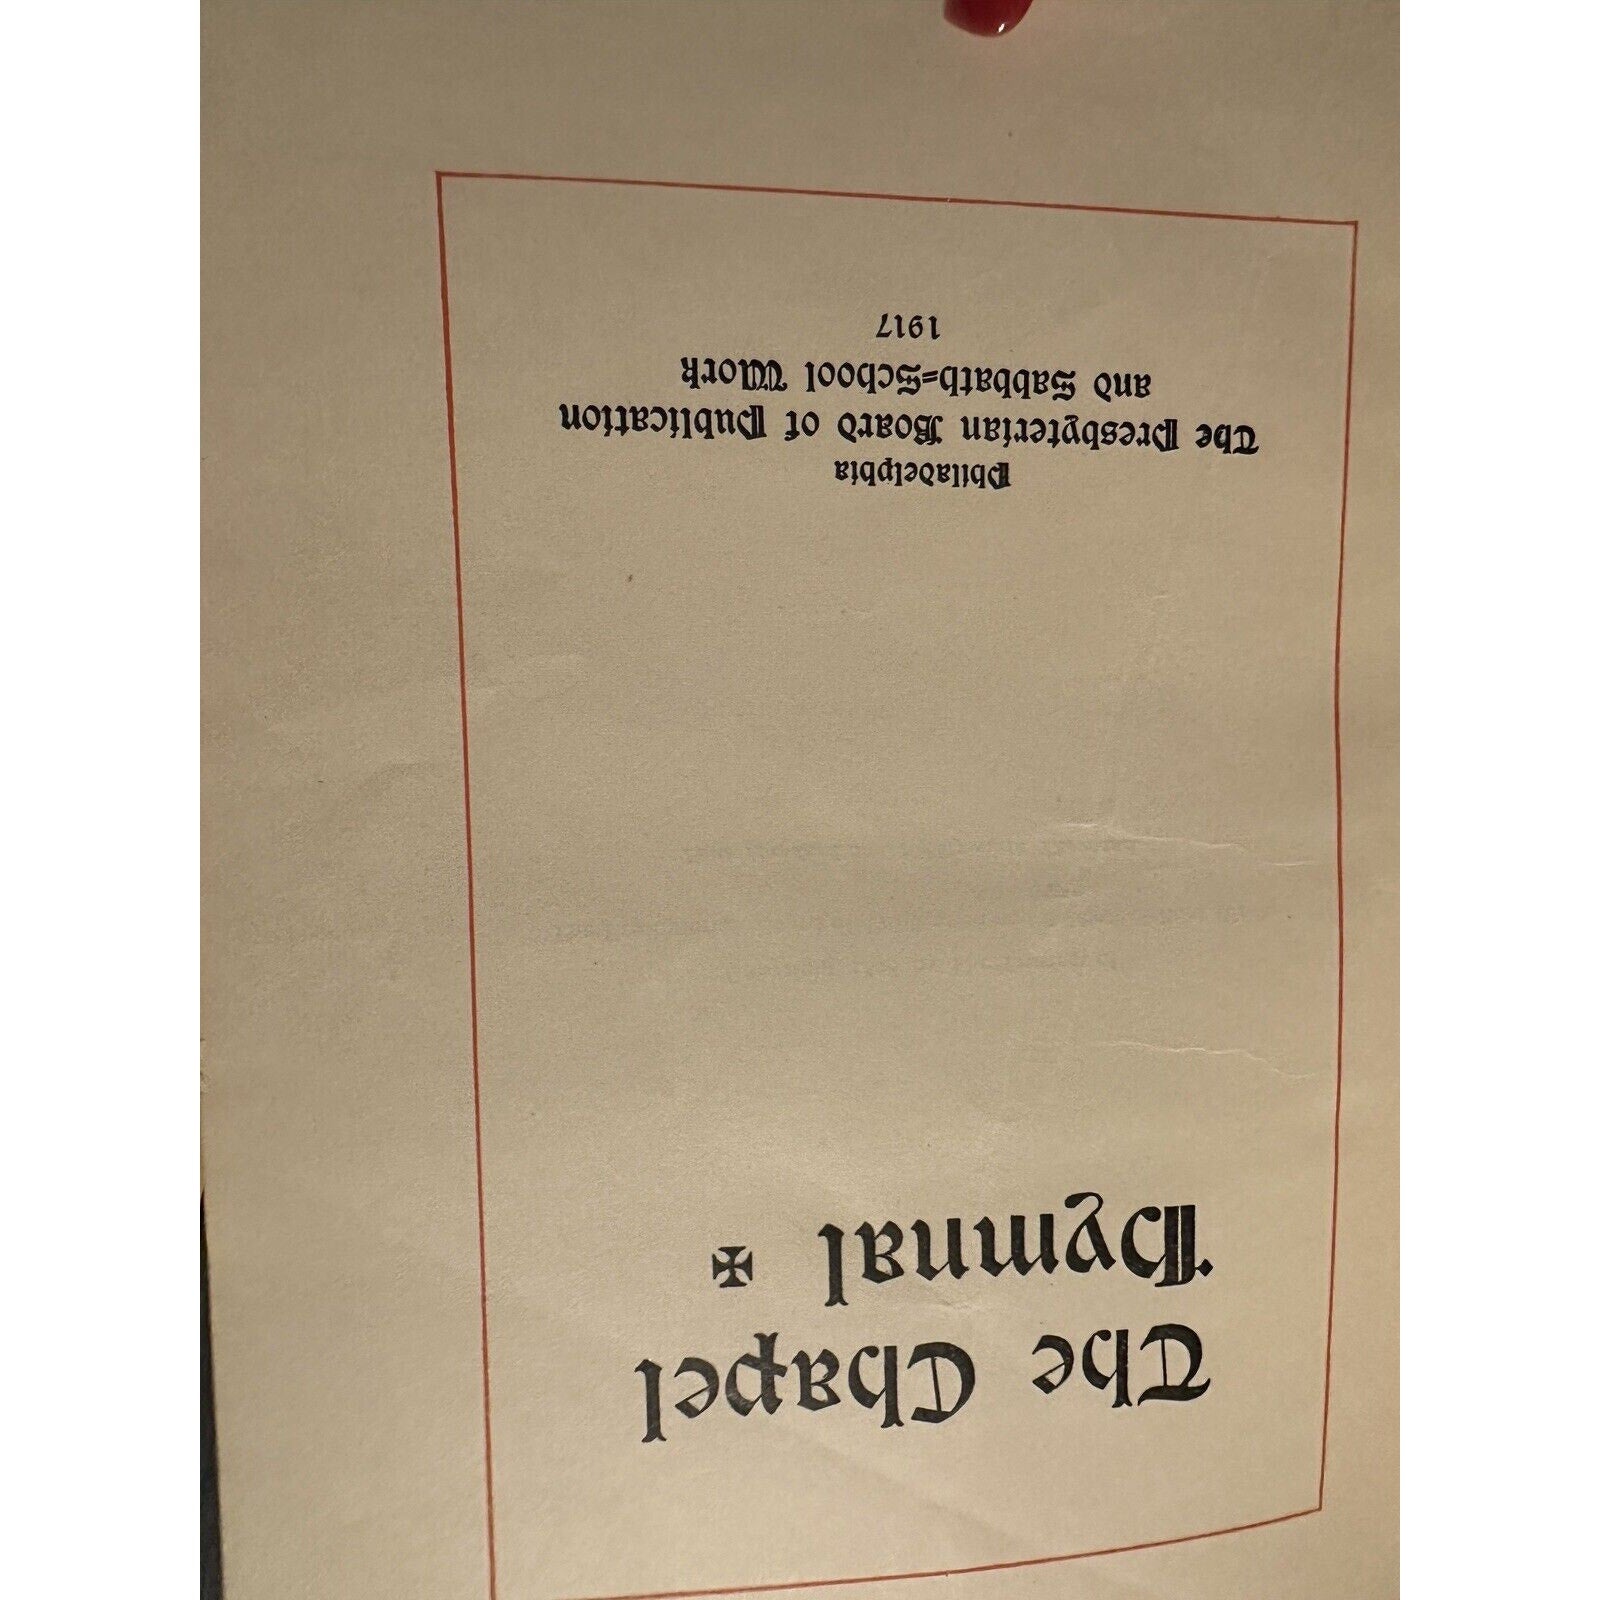 The Chapel
Hymnal ✠
Philadelphia
The Presbyterian Board of Publication
and Sabbath=School Work
1917